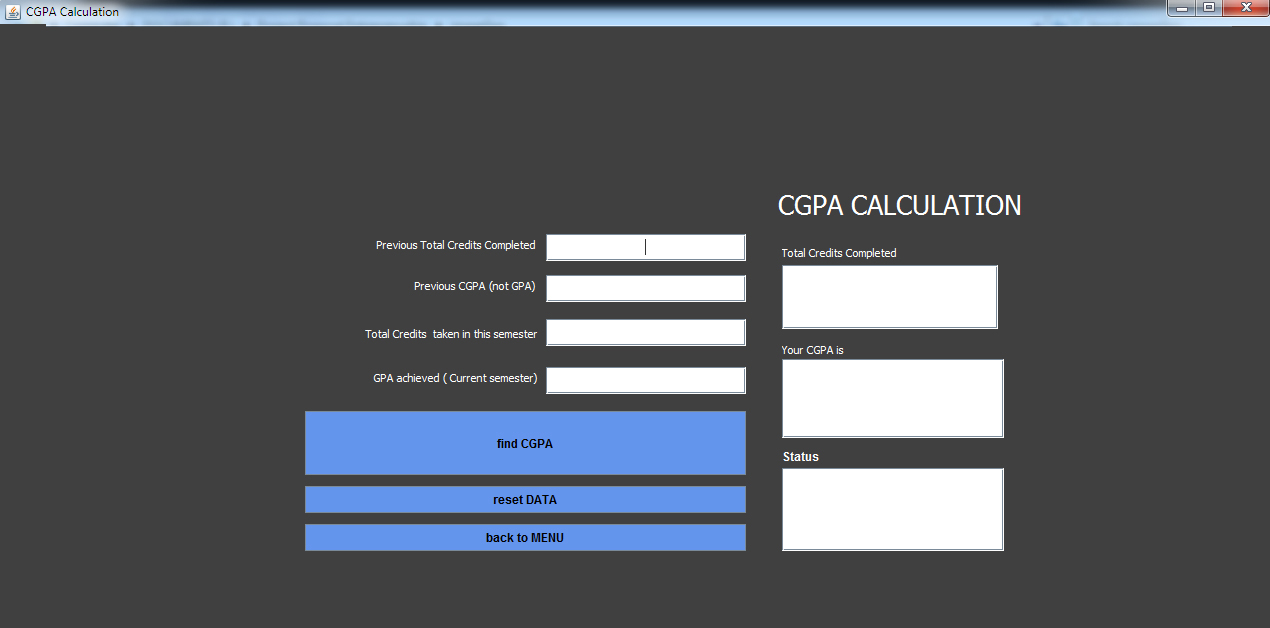 CGPA Calculation
CGPA CALCULATION
Previous Total Credits Completed
Previous CGPA (not GPA)
Total Credits  taken in this semester
GPA achieved ( Current semester)
find CGPA
reset DATA
back to MENU
Total Credits Completed
Your CGPA is
Status